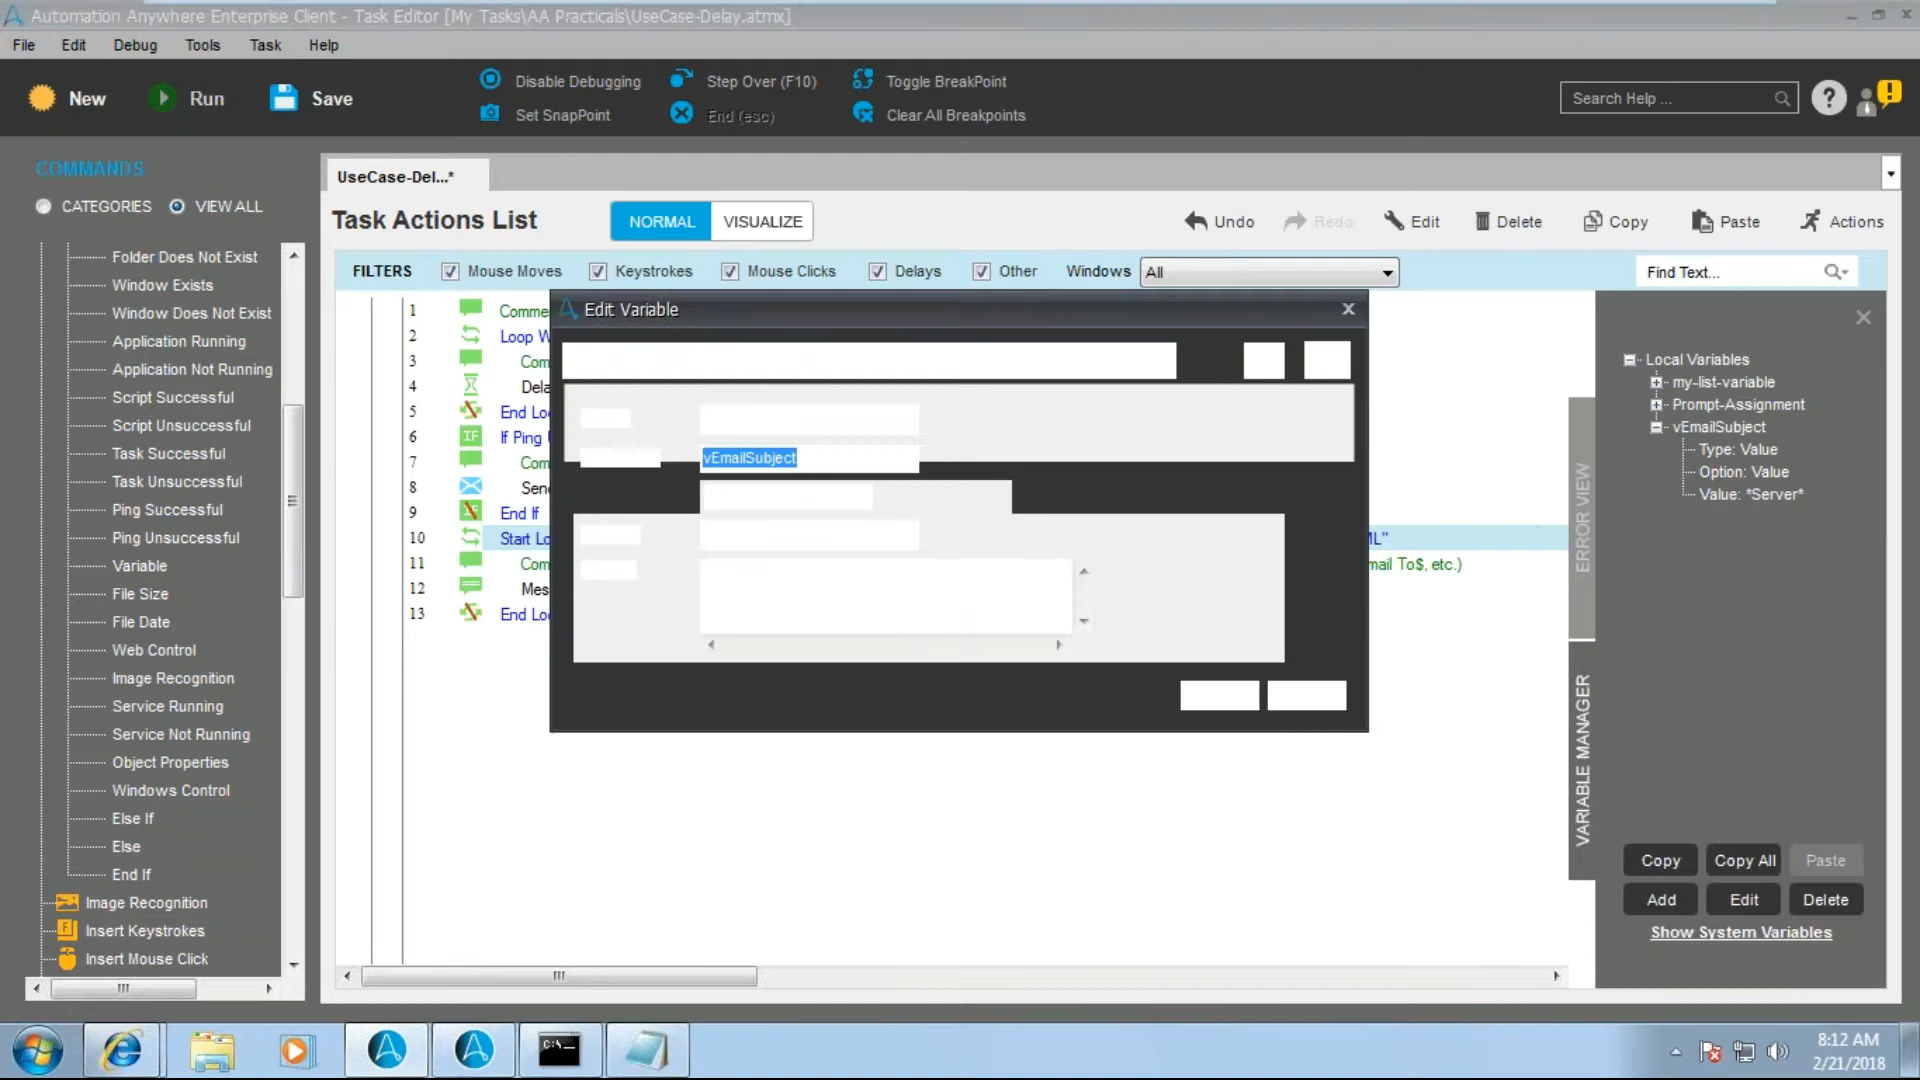 Automation Anywhere Enterprise Client - Task Editor [My Tasks\AA Practicals\UseCase-Delay.atmx]
File Edit Debug Tools Task Help
New Run Save
Disable Debugging Step Over (F10) Toggle BreakPoint
Set SnapPoint End (esc) Clear All Breakpoints
Search Help ...
COMMANDS
CATEGORIES VIEW ALL
Folder Does Not Exist
Window Exists
Window Does Not Exist
Application Running
Application Not Running
Script Successful
Script Unsuccessful
Task Successful
Task Unsuccessful
Ping Successful
Ping Unsuccessful
Variable
File Size
File Date
Web Control
Image Recognition
Service Running
Service Not Running
Object Properties
Windows Control
Else If
Else
End If
Image Recognition
Insert Keystrokes
Insert Mouse Click
UseCase-Del...*
Task Actions List
NORMAL VISUALIZE
Undo Redo Edit Delete Copy Paste Actions
FILTERS Mouse Moves Keystrokes Mouse Clicks Delays Other Windows All
Find Text...
1 Comme
2 Loop W
3 Com
4 Dela
5 End Loo
6 IF If Ping
7 Com
8 Send
9 End If
10 Start Lo ML"
11 Com mail To$, etc.)
12 Mes
13 End Loo
Edit Variable
vEmailSubject
ERROR VIEW
VARIABLE MANAGER
Local Variables
my-list-variable
Prompt-Assignment
vEmailSubject
Type: Value
Option: Value
Value: *Server*
Copy Copy All Paste
Add Edit Delete
Show System Variables
C:\_
8:12 AM
2/21/2018